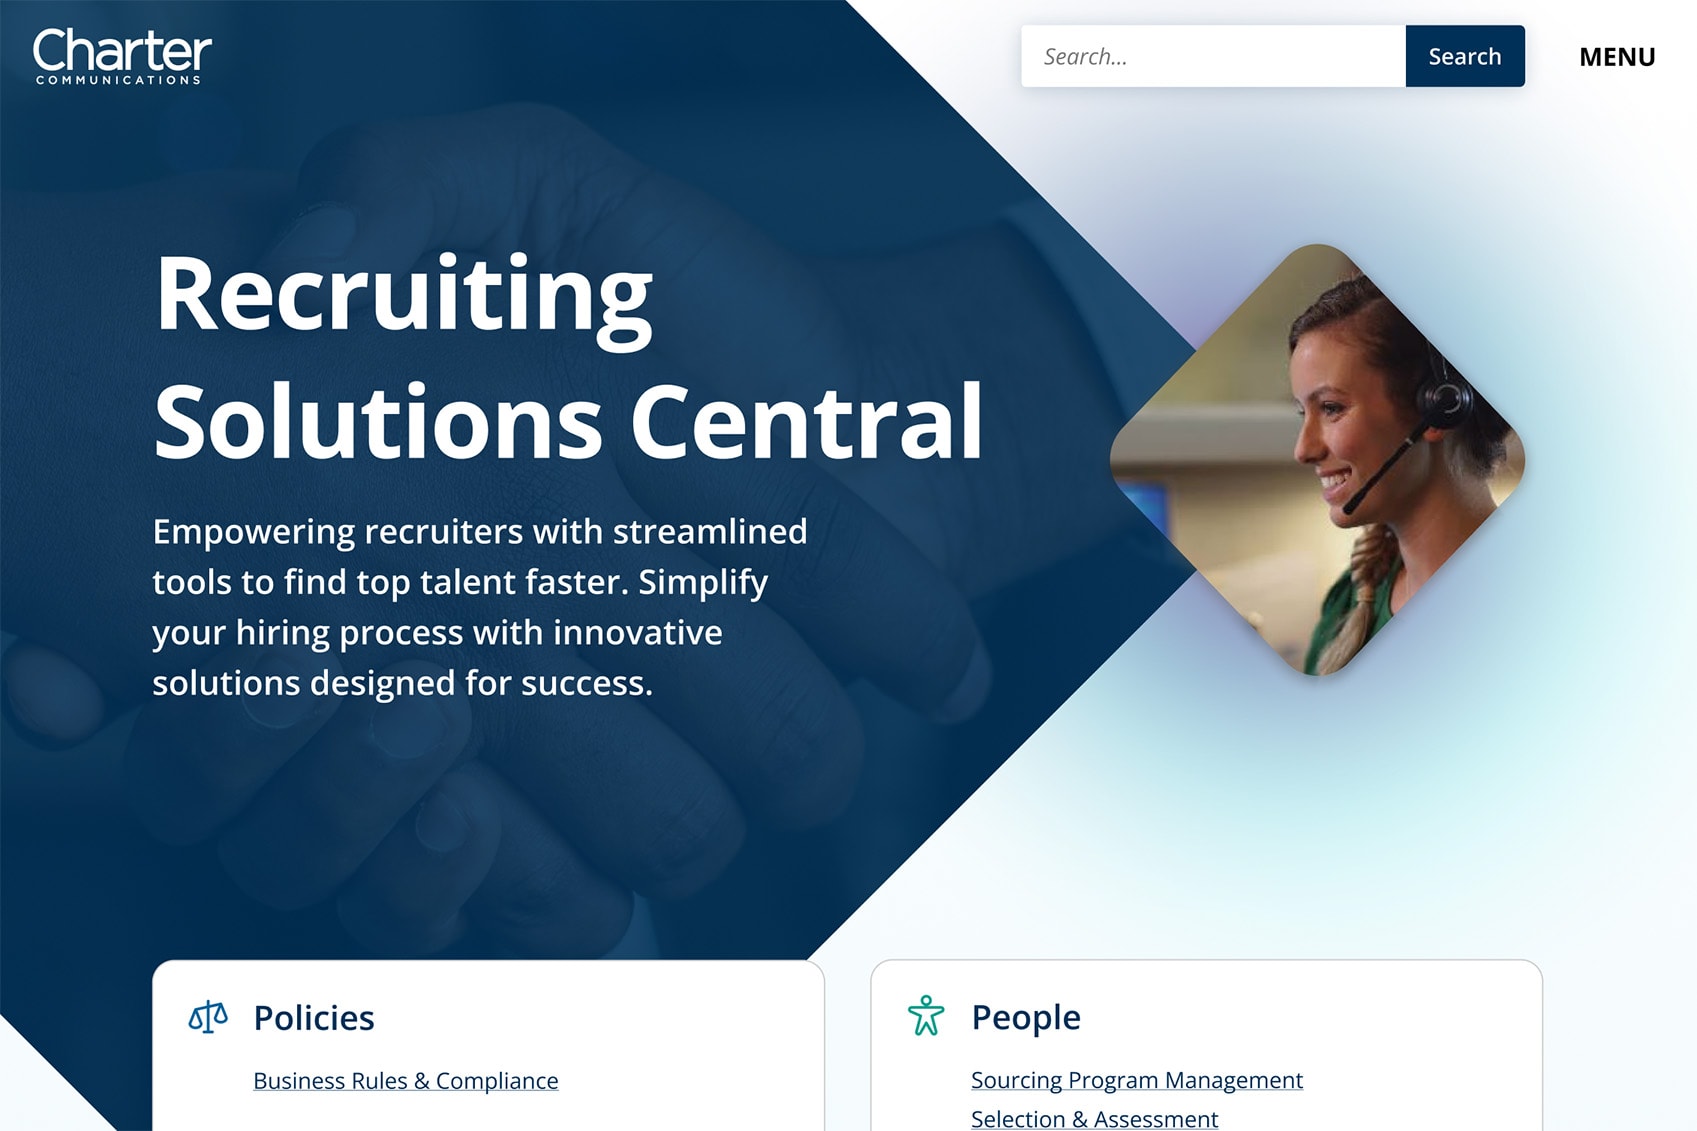 Charter
COMMUNICATIONS
Search...
Search
MENU
Recruiting
Solutions Central
Empowering recruiters with streamlined
tools to find top talent faster. Simplify
your hiring process with innovative
solutions designed for success.
Policies
Business Rules & Compliance
People
Sourcing Program Management
Selection & Assessment